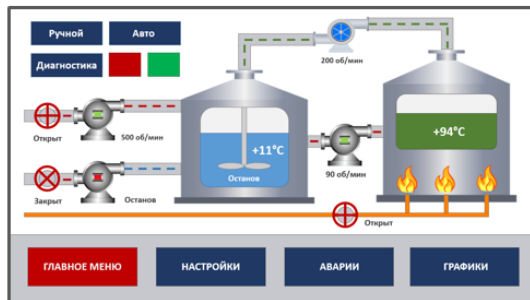 Ручной
Авто
Диагностика
200 об/мин
Открыт
500 об/мин
+11°C
Останов
+94°C
90 об/мин
Закрыт
Останов
Открыт
ГЛАВНОЕ МЕНЮ
НАСТРОЙКИ
АВАРИИ
ГРАФИКИ